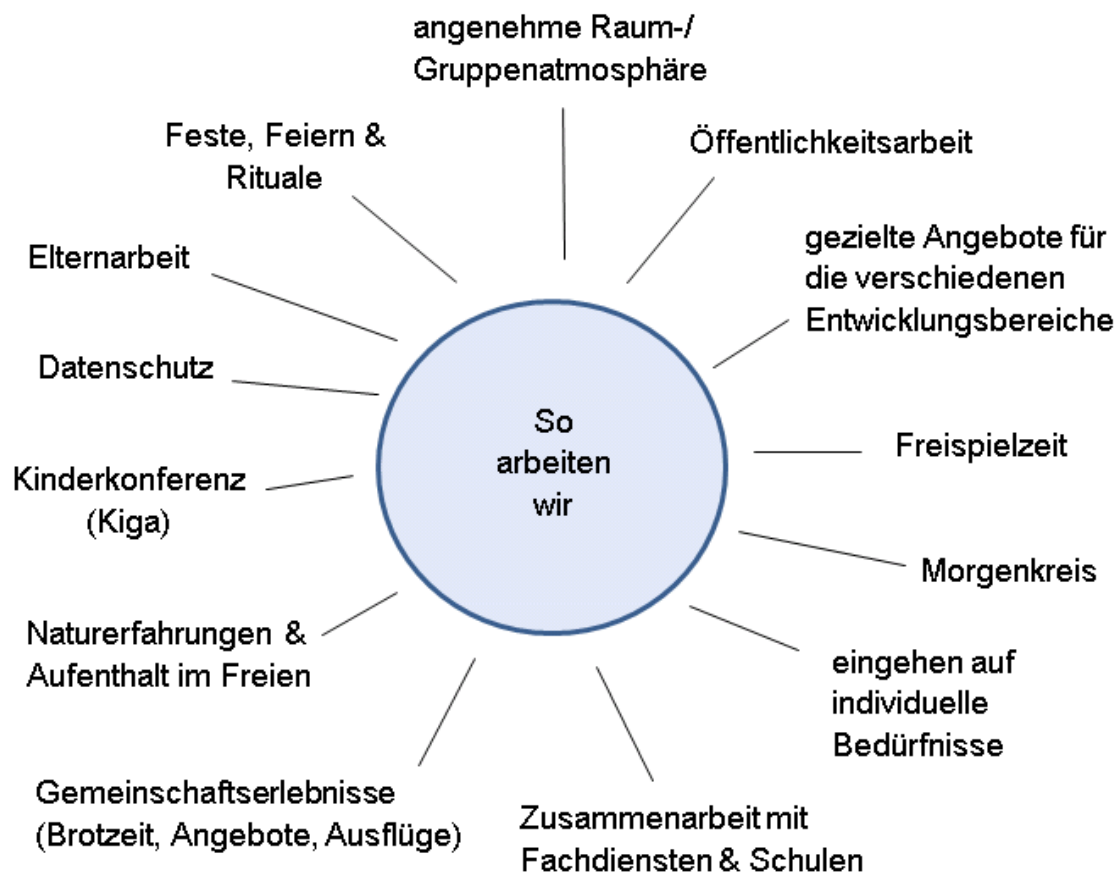 angenehme Raum-/
Gruppenatmosphäre
Öffentlichkeitsarbeit
gezielte Angebote für
die verschiedenen
Entwicklungsbereiche
Freispielzeit
Morgenkreis
eingehen auf
individuelle
Bedürfnisse
Zusammenarbeit mit
Fachdiensten & Schulen
Gemeinschaftserlebnisse
(Brotzeit, Angebote, Ausflüge)
Naturerfahrungen &
Aufenthalt im Freien
Kinderkonferenz
(Kiga)
Datenschutz
Elternarbeit
Feste, Feiern &
Rituale
So
arbeiten
wir